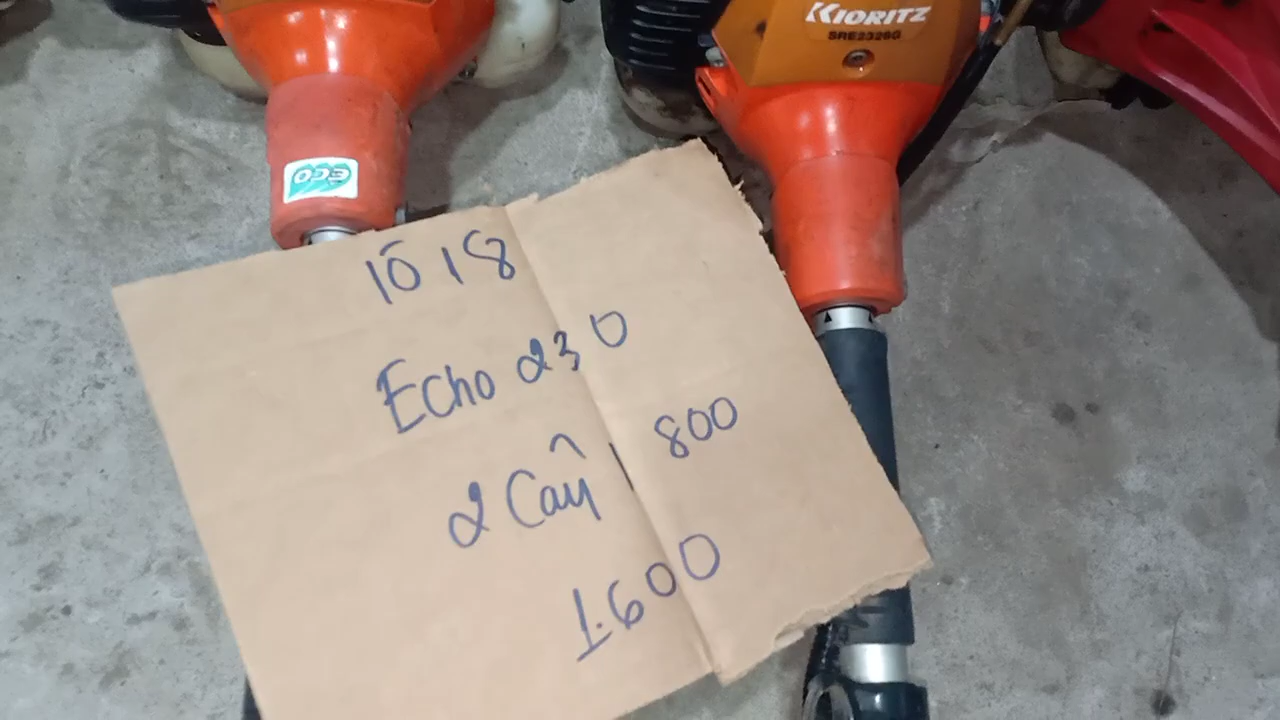 KIORITZ
SRE2326G
eco
lô 18
Echo 230
2 Cây 800
1.600